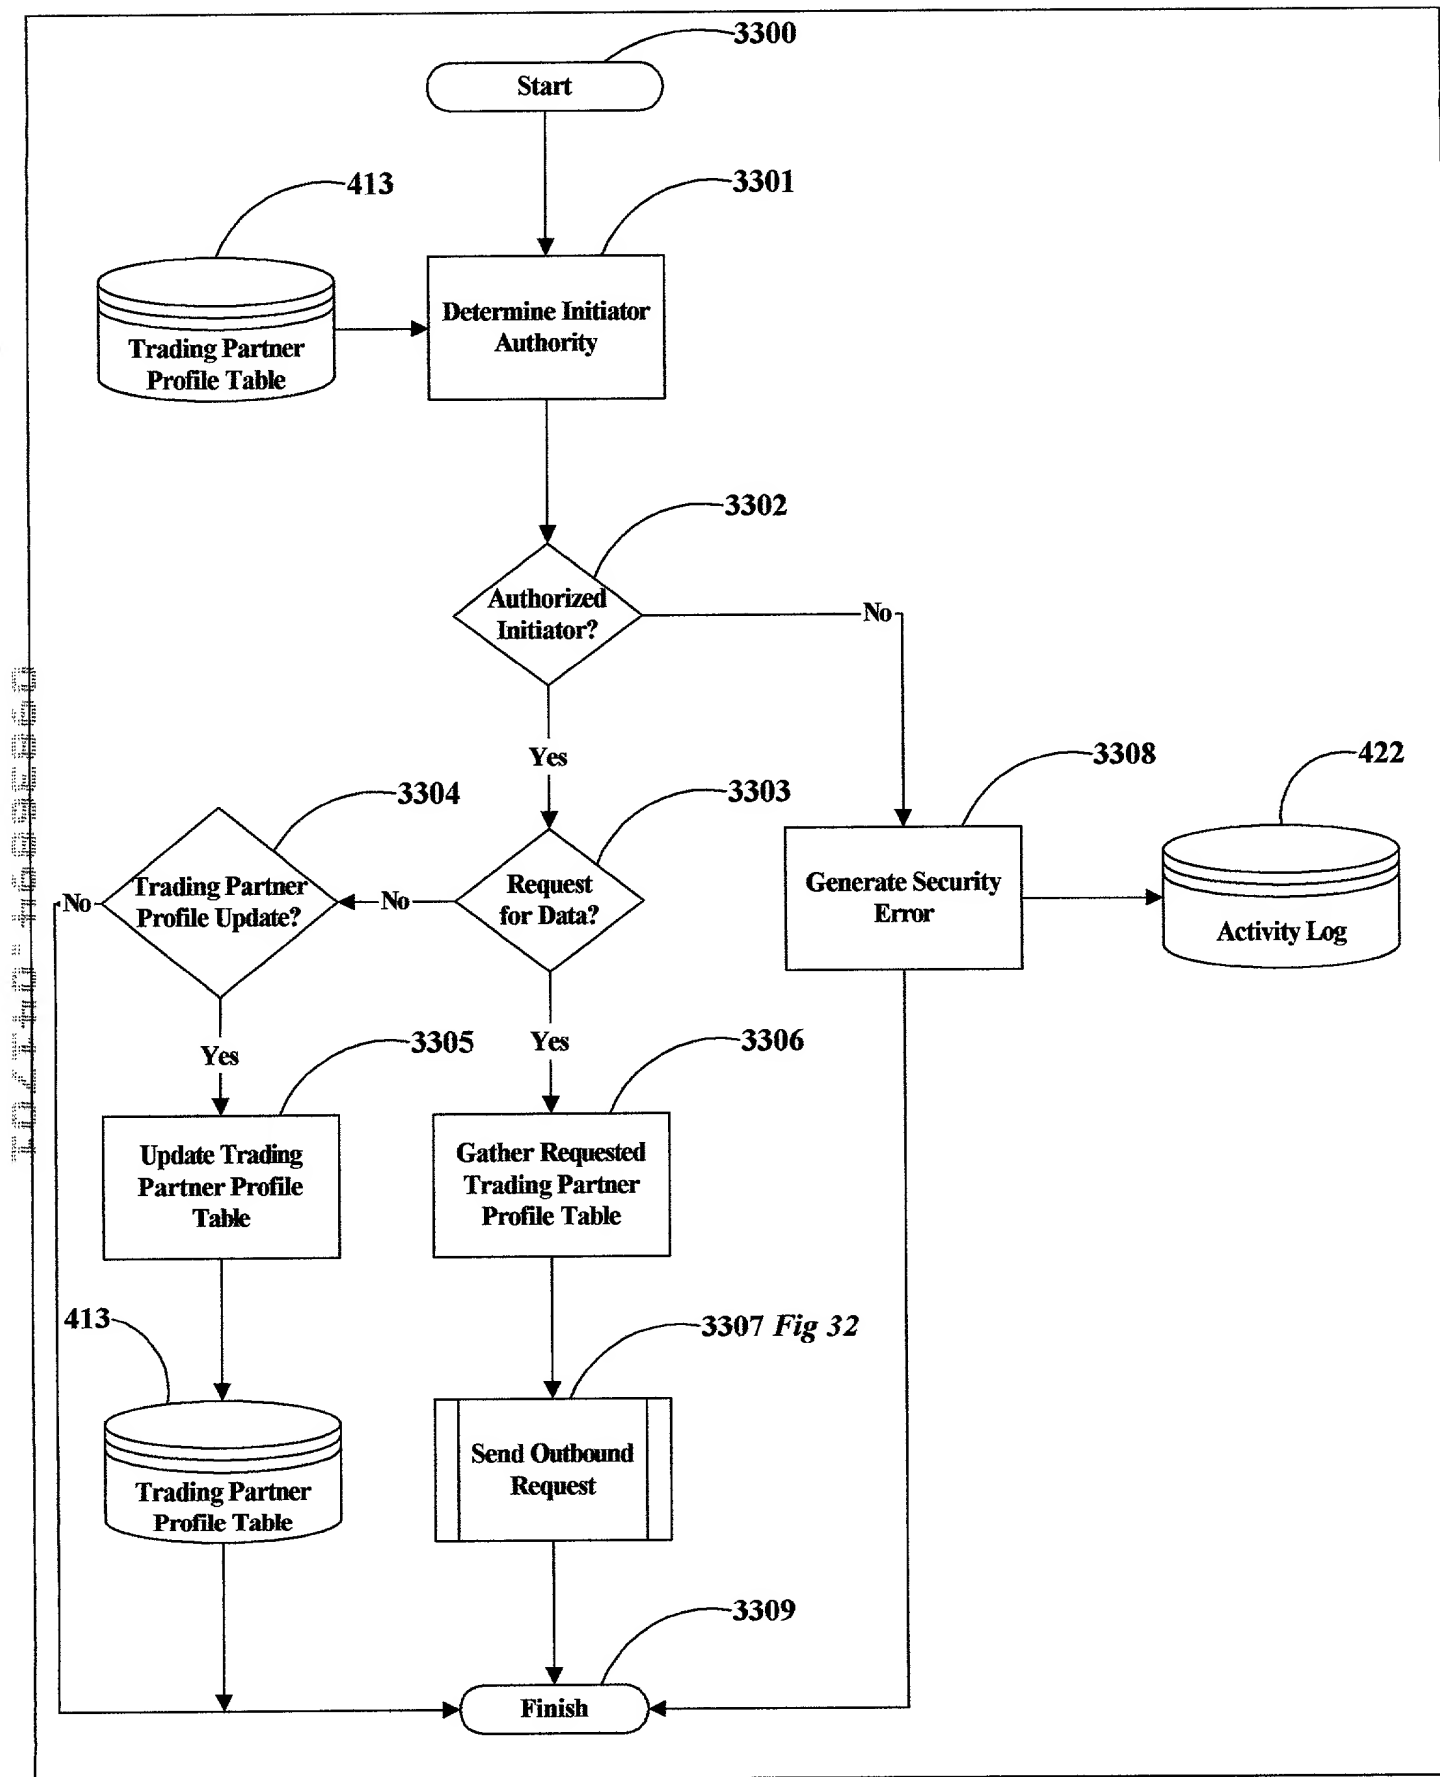 3300
Start
413
3301
Determine Initiator
Authority
Trading Partner
Profile Table
3302
Authorized
Initiator?
No
Yes
3308
422
3304
3303
Trading Partner
Profile Update?
No
No
Request
for Data?
Generate Security
Error
Activity Log
Yes
3305
Yes
3306
Update Trading
Partner Profile
Table
Gather Requested
Trading Partner
Profile Table
413
3307 Fig 32
Send Outbound
Request
Trading Partner
Profile Table
3309
Finish